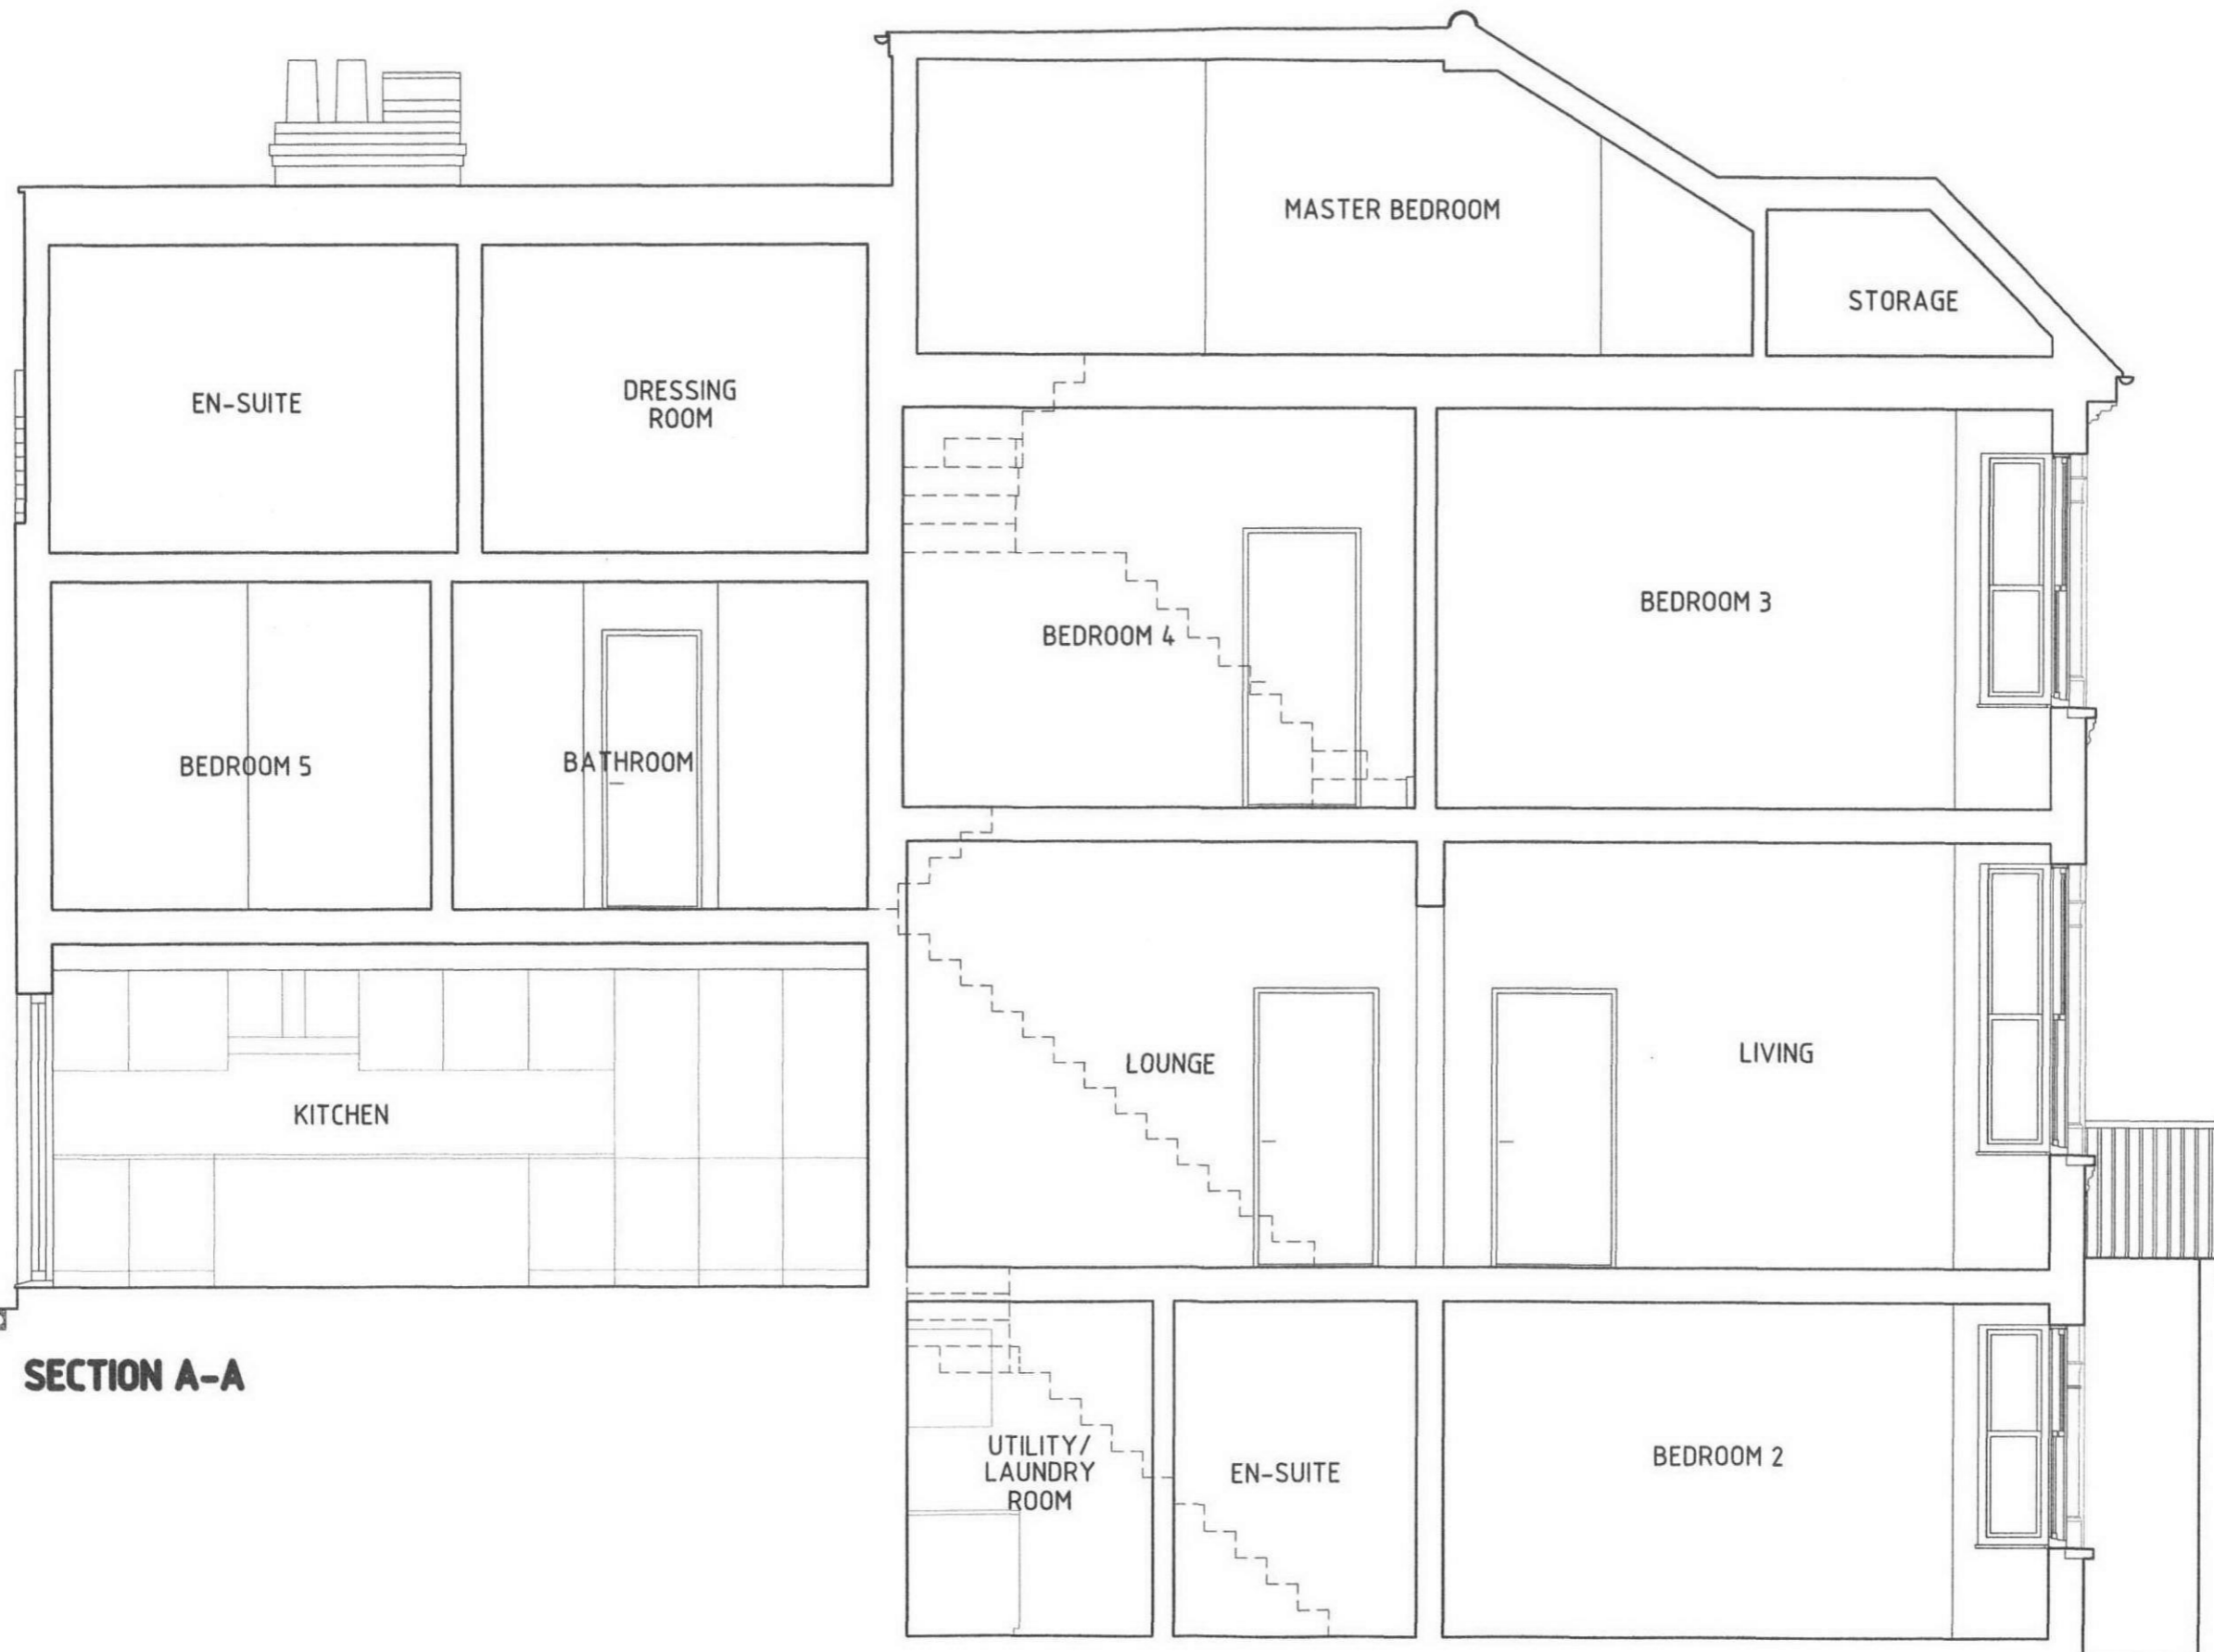 MASTER BEDROOM
STORAGE
EN-SUITE
DRESSING
ROOM
BEDROOM 3
BEDROOM 4
BEDROOM 5
BATHROOM
LOUNGE
LIVING
KITCHEN
SECTION A-A
UTILITY/
LAUNDRY
ROOM
EN-SUITE
BEDROOM 2